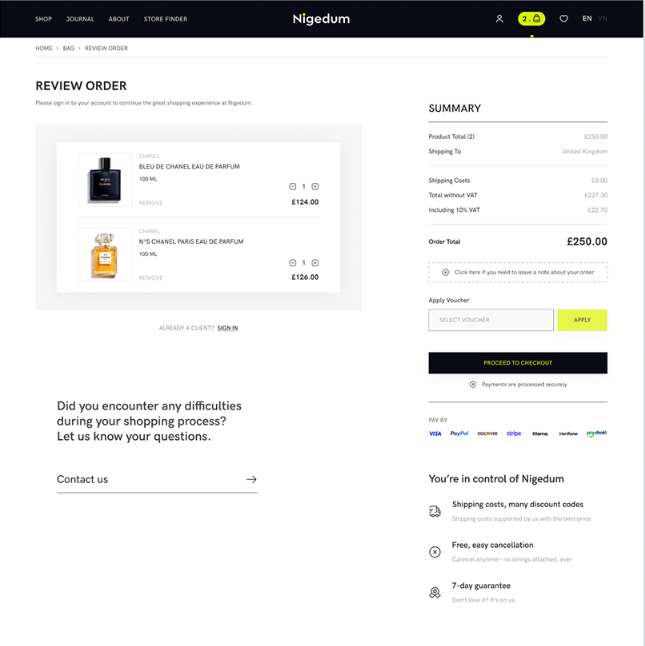 SHOP JOURNAL ABOUT STORE FINDER Nigedum 2. EN VN
HOME > BAG > REVIEW ORDER
REVIEW ORDER
Please sign in to your account to continue the great shopping experience at Nigedum
CHANEL
BLEU DE CHANEL EAU DE PARFUM
100 ML
1
REMOVE £124.00
CHANEL
N°5 CHANEL PARIS EAU DE PARFUM
100 ML
1
REMOVE £126.00
ALREADY A CLIENT? SIGN IN
Did you encounter any difficulties
during your shopping process?
Let us know your questions.
Contact us
SUMMARY
Product Total (2) £250.00
Shipping To United Kingdom
Shipping Costs £0.00
Total without VAT £227.30
Including 10% VAT £22.70
Order Total £250.00
Click here if you need to leave a note about your order
Apply Voucher
SELECT VOUCHER APPLY
PROCEED TO CHECKOUT
Payments are processed securely
PAY BY
VISA PayPal DISCOVER stripe Klarna. Verifone
You're in control of Nigedum
Shipping costs, many discount codes
Shipping costs supported by us with the best price
Free, easy cancellation
Canncel anytime - no strings attached, ever
7-day guarantee
Don't love it? It's on us